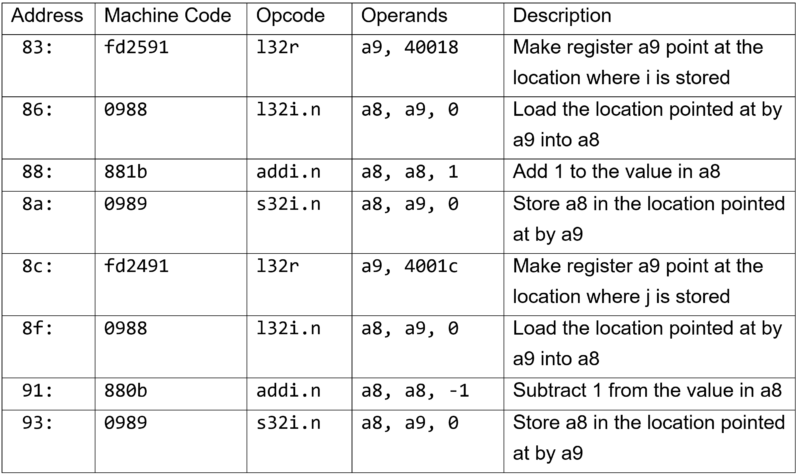 Address Machine Code Opcode Operands Description
83: fd2591 l32r a9, 40018 Make register a9 point at the
location where i is stored
86: 0988 l32i.n a8, a9, 0 Load the location pointed at by
a9 into a8
88: 881b addi.n a8, a8, 1 Add 1 to the value in a8
8a: 0989 s32i.n a8, a9, 0 Store a8 in the location pointed
at by a9
8c: fd2491 l32r a9, 4001c Make register a9 point at the
location where j is stored
8f: 0988 l32i.n a8, a9, 0 Load the location pointed at by
a9 into a8
91: 880b addi.n a8, a8, -1 Subtract 1 from the value in a8
93: 0989 s32i.n a8, a9, 0 Store a8 in the location pointed
at by a9